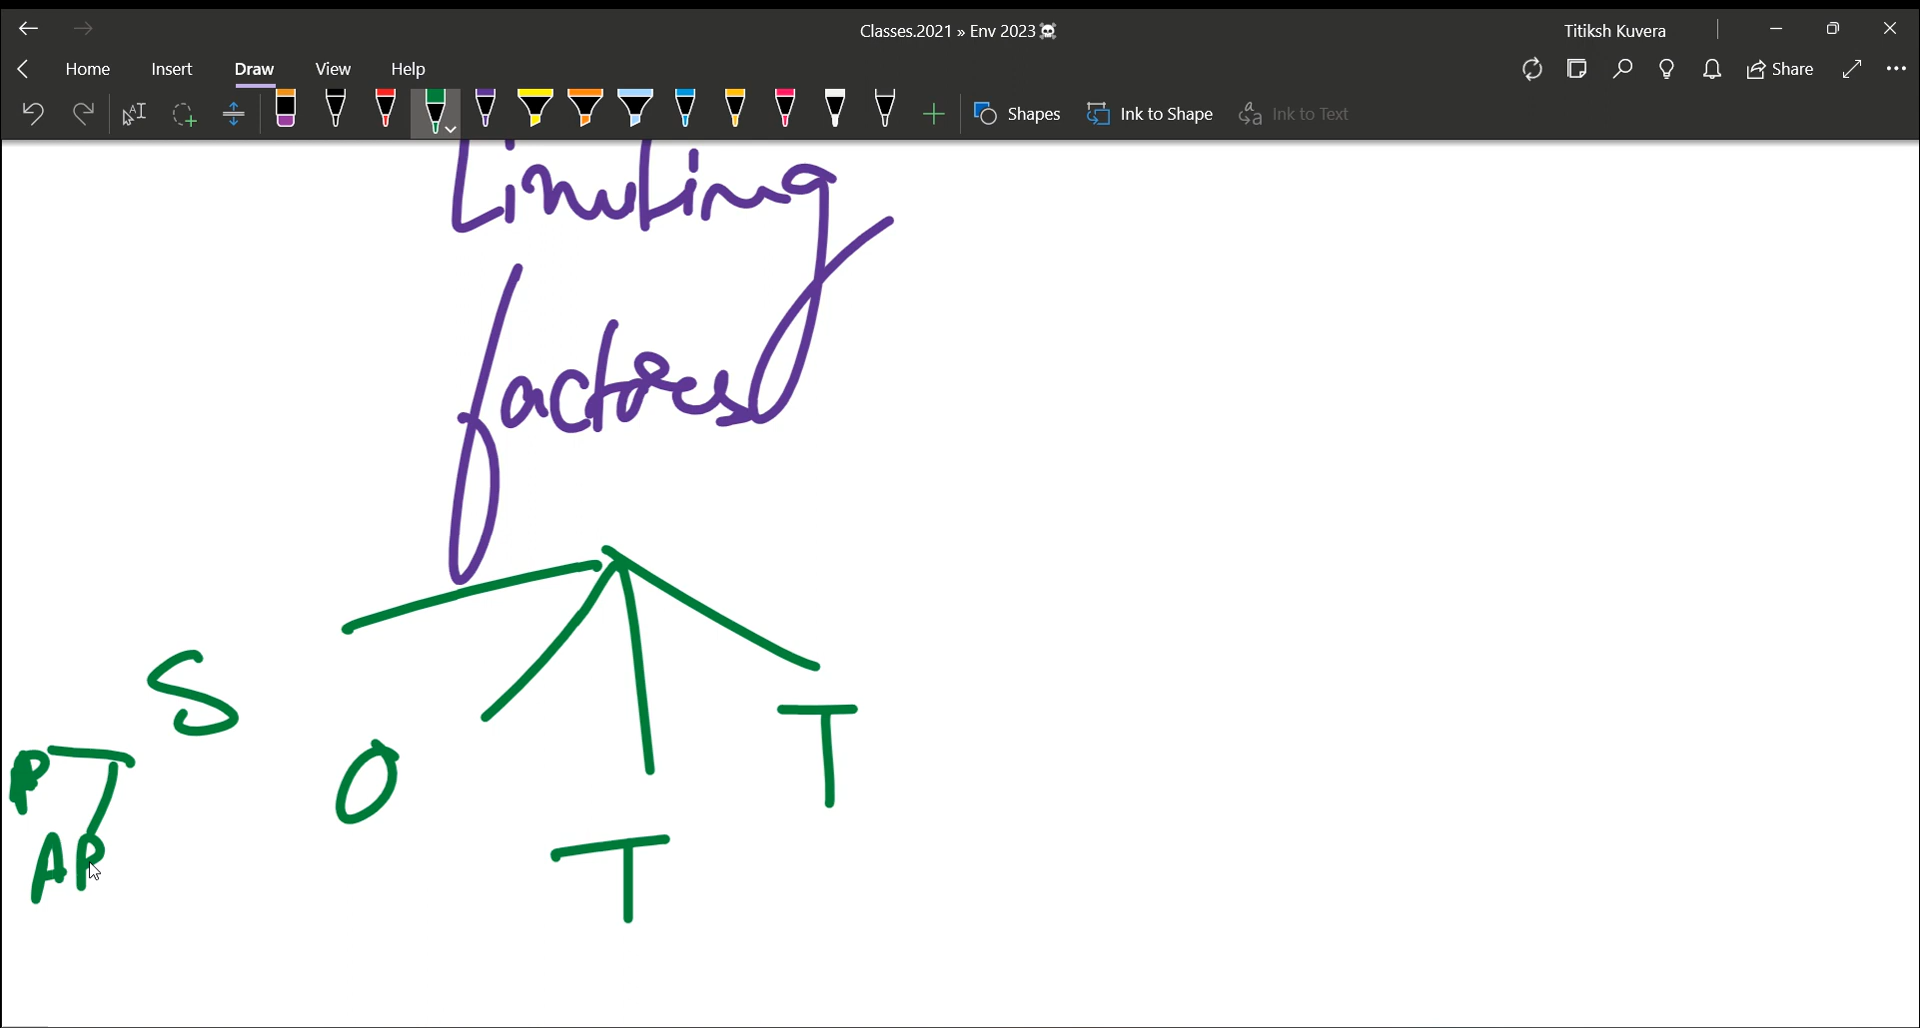 Classes.2021 » Env 2023☠
Titiksh Kuvera
Home Insert Draw View Help
Share
Shapes Ink to Shape Ink to Text
Limiting
factors
S
O
T
T
P
AP